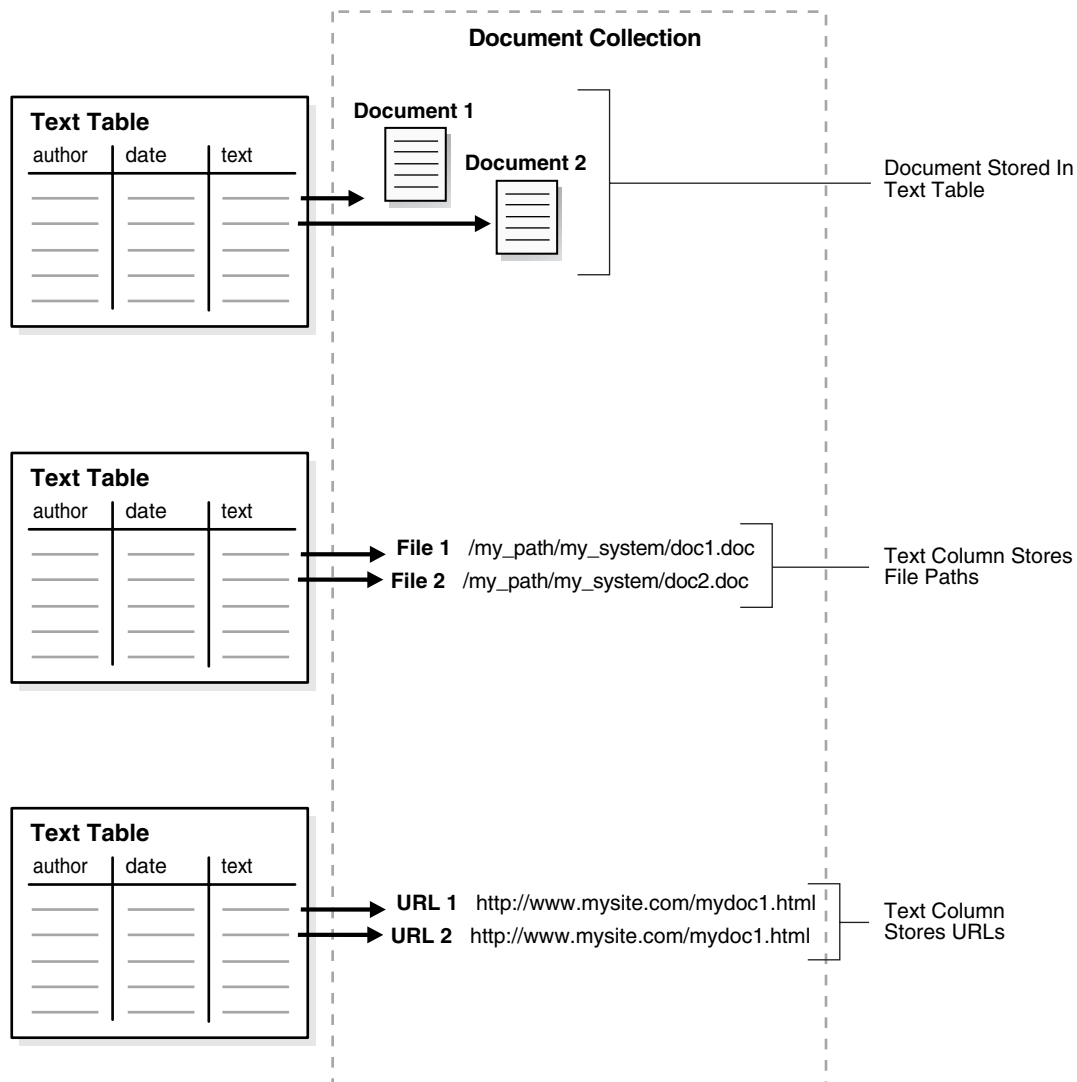 Document Collection
Text Table
author date text
Document 1
Document 2
Document Stored In
Text Table
Text Table
author date text
File 1 /my_path/my_system/doc1.doc
File 2 /my_path/my_system/doc2.doc
Text Column Stores
File Paths
Text Table
author date text
URL 1 http://www.mysite.com/mydoc1.html
URL 2 http://www.mysite.com/mydoc1.html
Text Column
Stores URLs